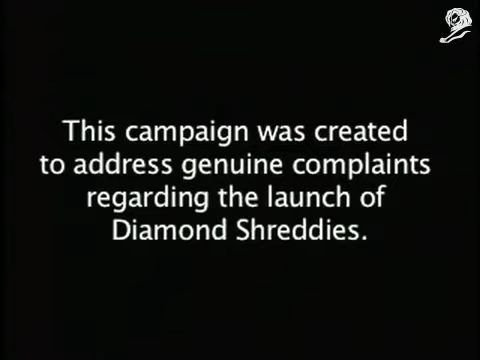 This campaign was created
to address genuine complaints
regarding the launch of
Diamond Shreddies.